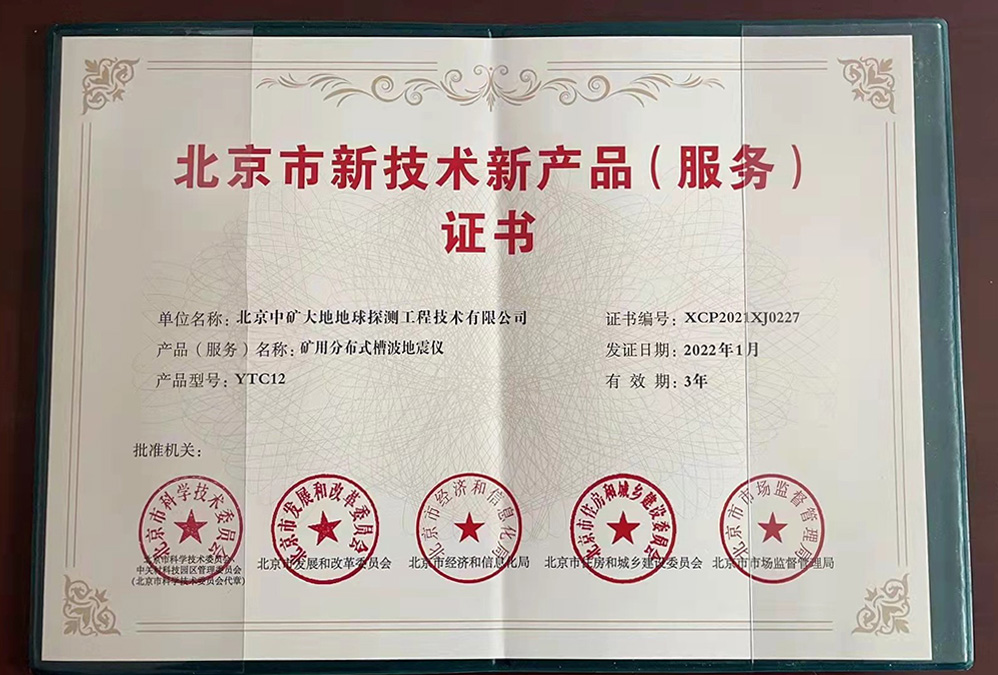 北京市新技术新产品（服务）
证书
单位名称：北京中矿大地地球探测工程技术有限公司
产品（服务）名称：矿用分布式槽波地震仪
产品型号：YTC12
证书编号：XCP2021XJ0227
发证日期：2022年1月
有 效 期：3年
批准机关：
北京市科学技术委员会
北京市发展和改革委员会
北京市经济和信息化局
北京市住房和城乡建设委员会
北京市市场监督管理局
北京市科学技术委员会、
中关村科技园区管理委员会
（北京市科学技术委员会代章）
北京市发展和改革委员会
北京市经济和信息化局
北京市住房和城乡建设委员会
北京市市场监督管理局